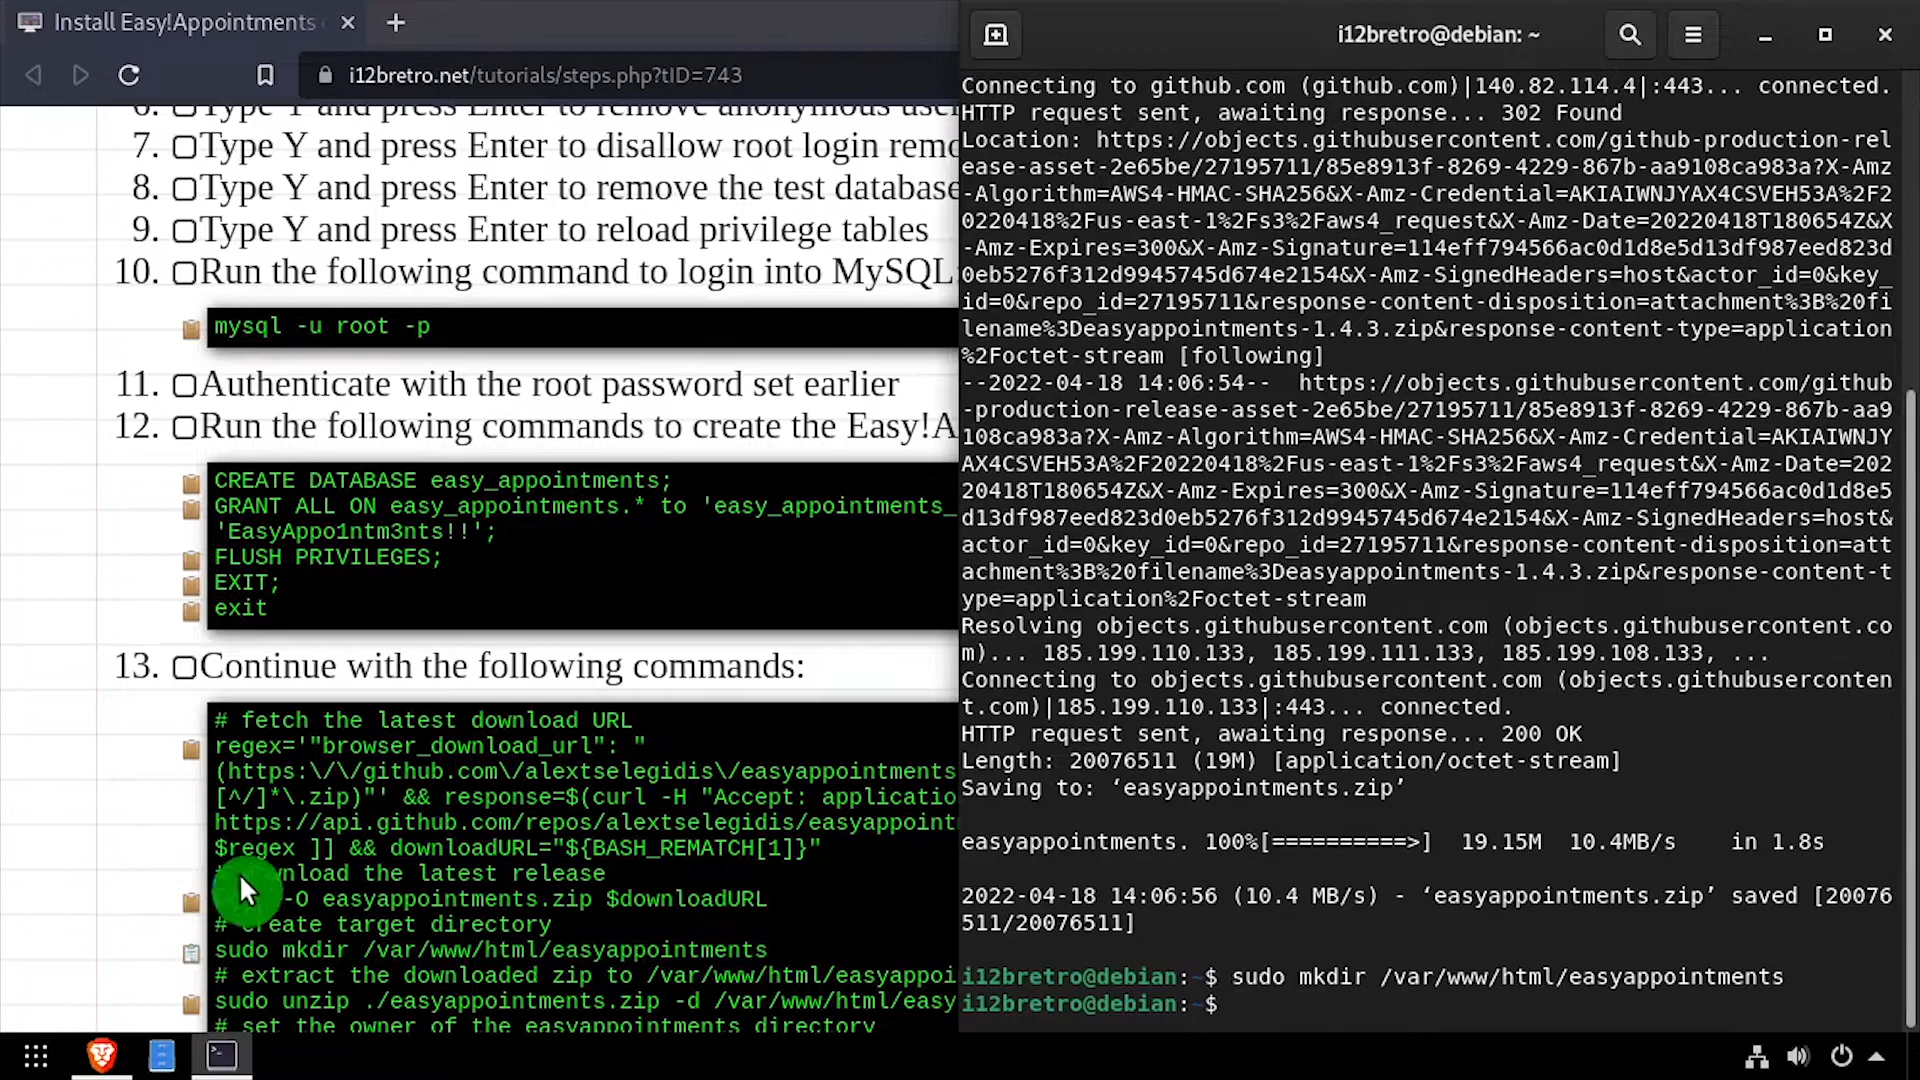 Install Easy!Appointments
i12bretro.net/tutorials/steps.php?tID=743
6. Type Y and press Enter to remove anonymous use
7. Type Y and press Enter to disallow root login remo
8. Type Y and press Enter to remove the test database
9. Type Y and press Enter to reload privilege tables
10. Run the following command to login into MySQL
mysql -u root -p
11. Authenticate with the root password set earlier
12. Run the following commands to create the Easy!A
CREATE DATABASE easy_appointments;
GRANT ALL ON easy_appointments.* to 'easy_appointments_
'EasyAppo1ntm3nts!!';
FLUSH PRIVILEGES;
EXIT;
exit
13. Continue with the following commands:
# fetch the latest download URL
regex='"browser_download_url": "
(https:\/\/github.com\/alextselegidis\/easyappointments
[^/]*\.zip)"' && response=$(curl -H "Accept: applicatio
https://api.github.com/repos/alextselegidis/easyappoint
$regex ]] && downloadURL="${BASH_REMATCH[1]}"
the latest release
-O easyappointments.zip $downloadURL
# create target directory
sudo mkdir /var/www/html/easyappointments
# extract the downloaded zip to /var/www/html/easyappoi
sudo unzip ./easyappointments.zip -d /var/www/html/easy
# set the owner of the easyappointments directory
i12bretro@debian: ~
Connecting to github.com (github.com)|140.82.114.4|:443... connected.
HTTP request sent, awaiting response... 302 Found
Location: https://objects.githubusercontent.com/github-production-rel
ease-asset-2e65be/27195711/85e8913f-8269-4229-867b-aa9108ca983a?X-Amz
-Algorithm=AWS4-HMAC-SHA256&X-Amz-Credential=AKIAIWNJYAX4CSVEH53A%2F2
0220418%2Fus-east-1%2Fs3%2Faws4_request&X-Amz-Date=20220418T180654Z&X
-Amz-Expires=300&X-Amz-Signature=114eff794566ac0d1d8e5d13df987eed823d
0eb5276f312d9945745d674e2154&X-Amz-SignedHeaders=host&actor_id=0&key_
id=0&repo_id=27195711&response-content-disposition=attachment%3B%20fi
lename%3Deasyappointments-1.4.3.zip&response-content-type=application
%2Foctet-stream [following]
--2022-04-18 14:06:54--  https://objects.githubusercontent.com/github
-production-release-asset-2e65be/27195711/85e8913f-8269-4229-867b-aa9
108ca983a?X-Amz-Algorithm=AWS4-HMAC-SHA256&X-Amz-Credential=AKIAIWNJY
AX4CSVEH53A%2F20220418%2Fus-east-1%2Fs3%2Faws4_request&X-Amz-Date=202
20418T180654Z&X-Amz-Expires=300&X-Amz-Signature=114eff794566ac0d1d8e5
d13df987eed823d0eb5276f312d9945745d674e2154&X-Amz-SignedHeaders=host&
actor_id=0&key_id=0&repo_id=27195711&response-content-disposition=att
achment%3B%20filename%3Deasyappointments-1.4.3.zip&response-content-t
ype=application%2Foctet-stream
Resolving objects.githubusercontent.com (objects.githubusercontent.co
m)... 185.199.110.133, 185.199.111.133, 185.199.108.133, ...
Connecting to objects.githubusercontent.com (objects.githubuserconten
t.com)|185.199.110.133|:443... connected.
HTTP request sent, awaiting response... 200 OK
Length: 20076511 (19M) [application/octet-stream]
Saving to: ‘easyappointments.zip’
easyappointments. 100%[==========>]  19.15M  10.4MB/s    in 1.8s
2022-04-18 14:06:56 (10.4 MB/s) - ‘easyappointments.zip’ saved [20076
511/20076511]
i12bretro@debian:~$ sudo mkdir /var/www/html/easyappointments
i12bretro@debian:~$